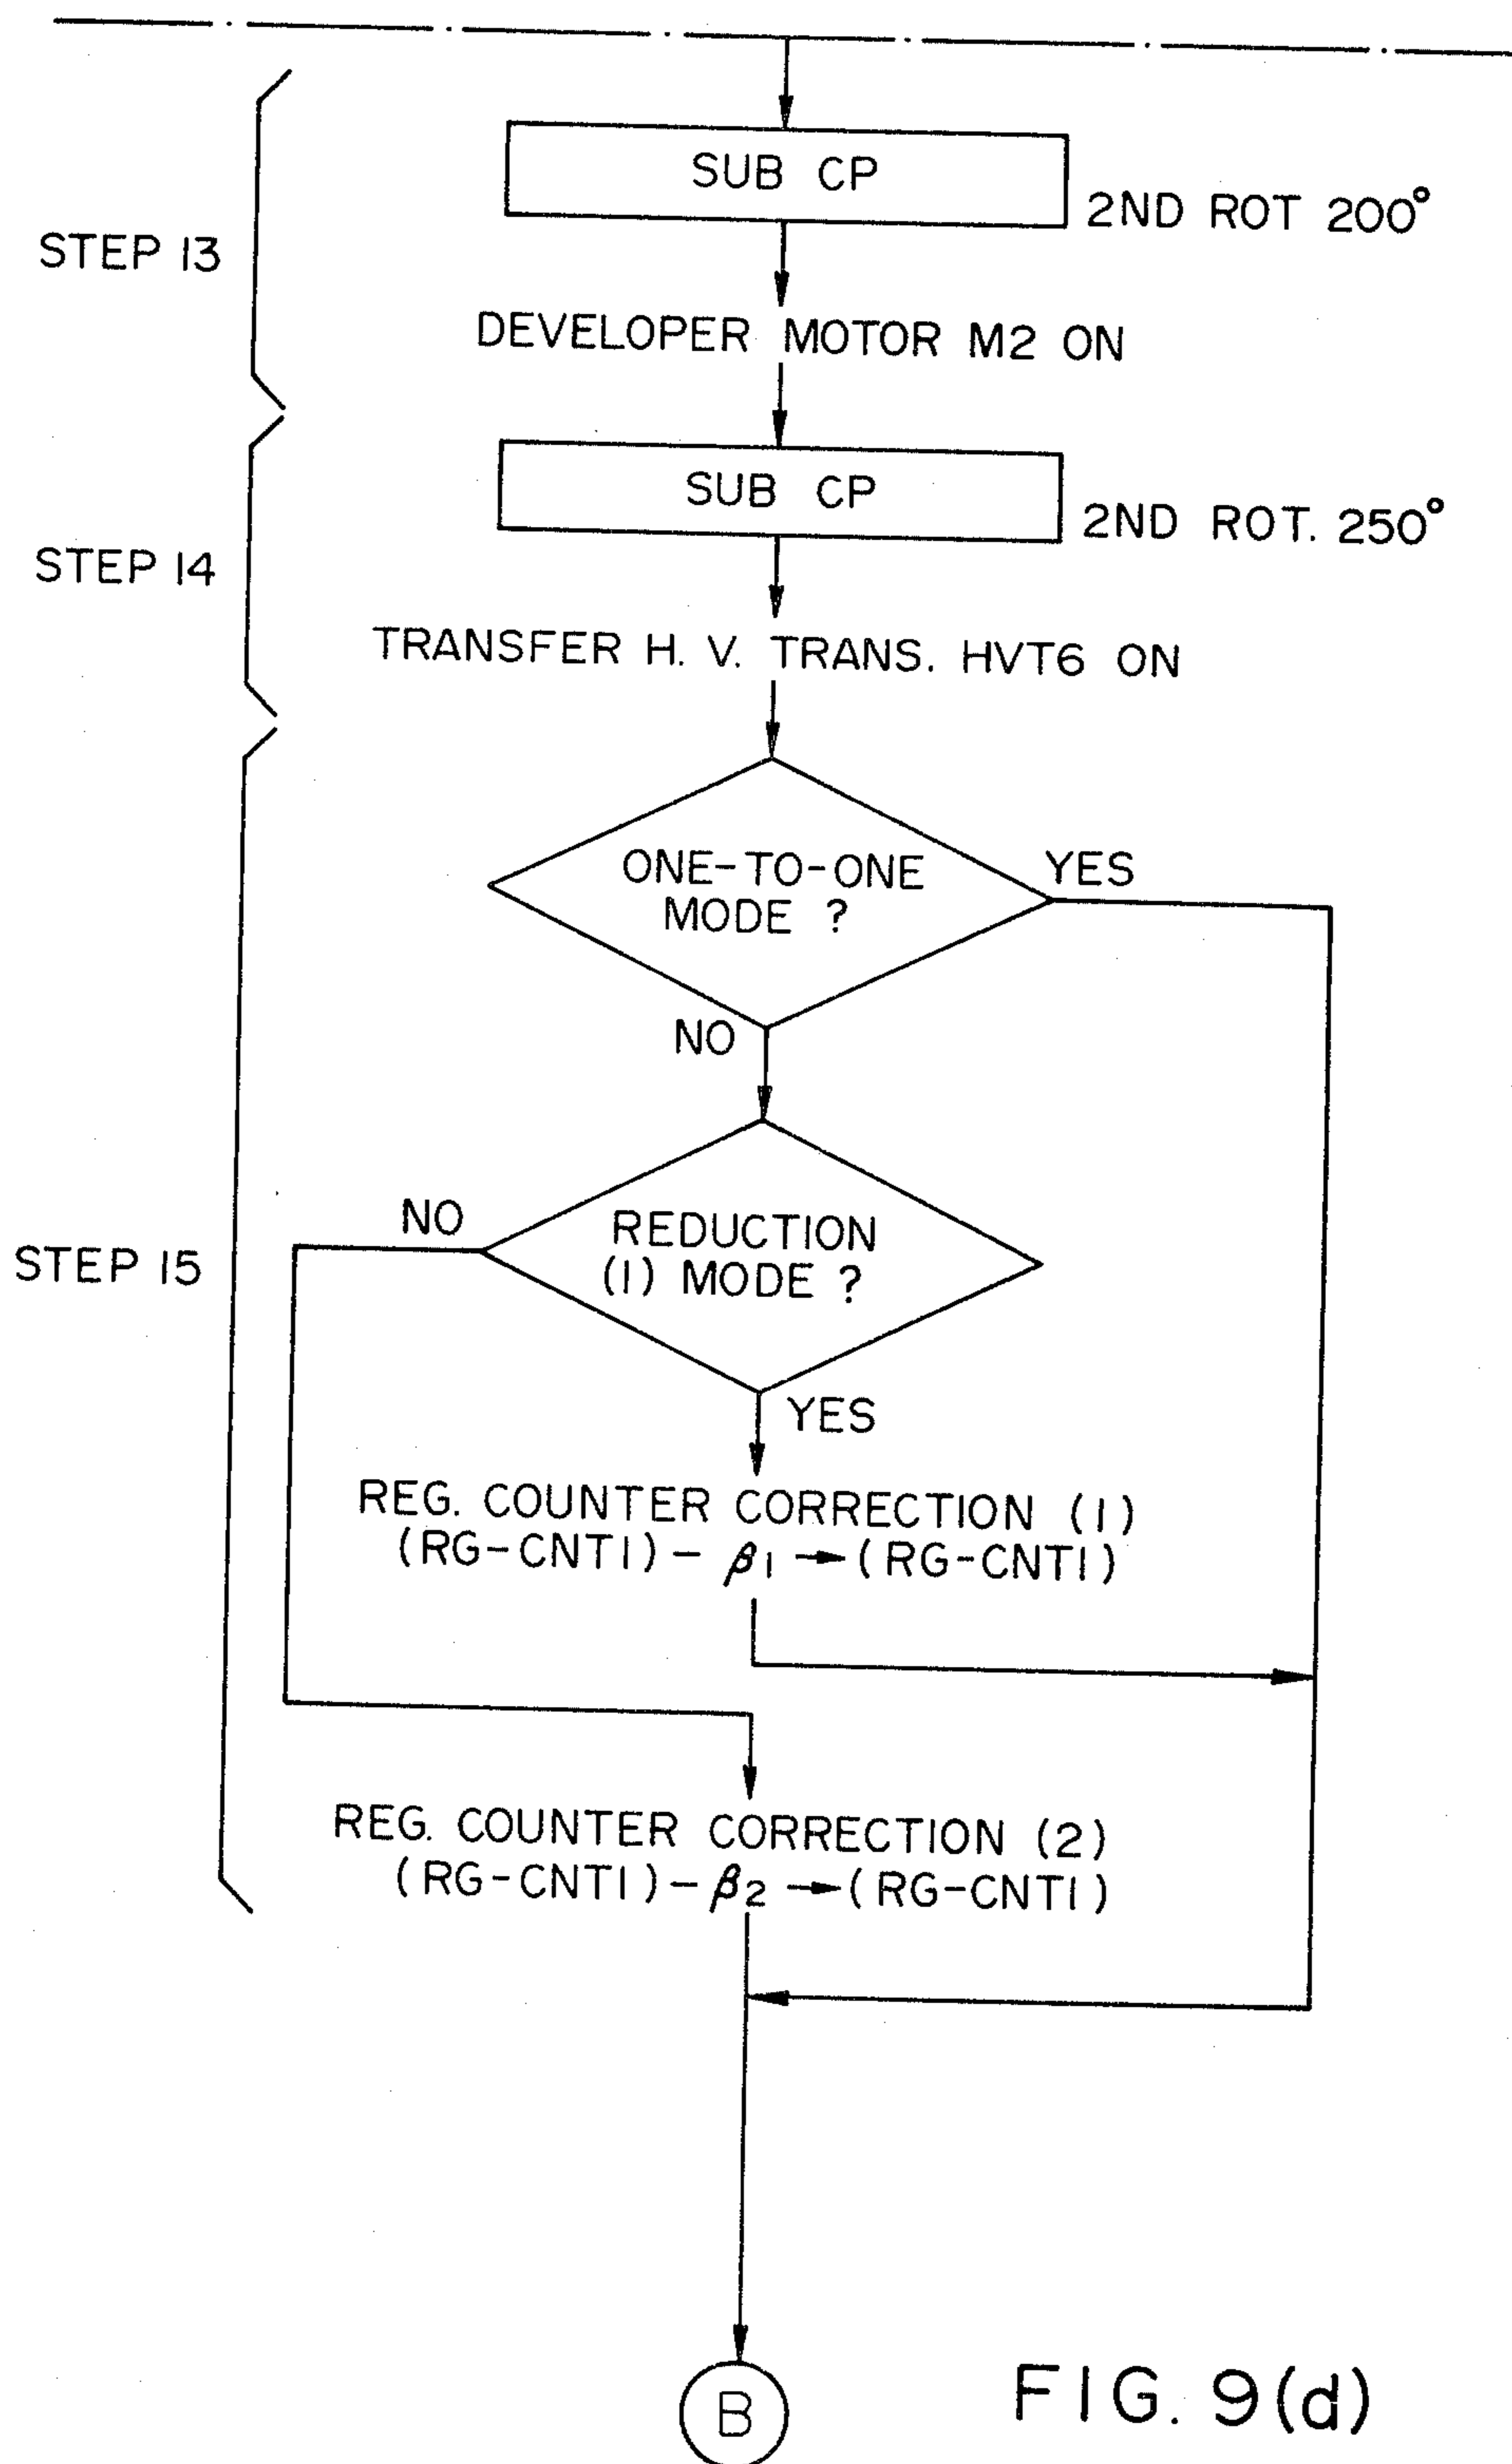 SUB CP
2ND ROT 200°
STEP 13
DEVELOPER MOTOR M2 ON
SUB CP
2ND ROT. 250°
STEP 14
TRANSFER H. V. TRANS. HVT6 ON
ONE-TO-ONE
MODE ?
YES
NO
NO
REDUCTION
(1) MODE ?
STEP 15
YES
REG. COUNTER CORRECTION (1)
(RG-CNT1) - β1 → (RG-CNT1)
REG. COUNTER CORRECTION (2)
(RG-CNT1) - β2 → (RG-CNT1)
B
FIG. 9(d)